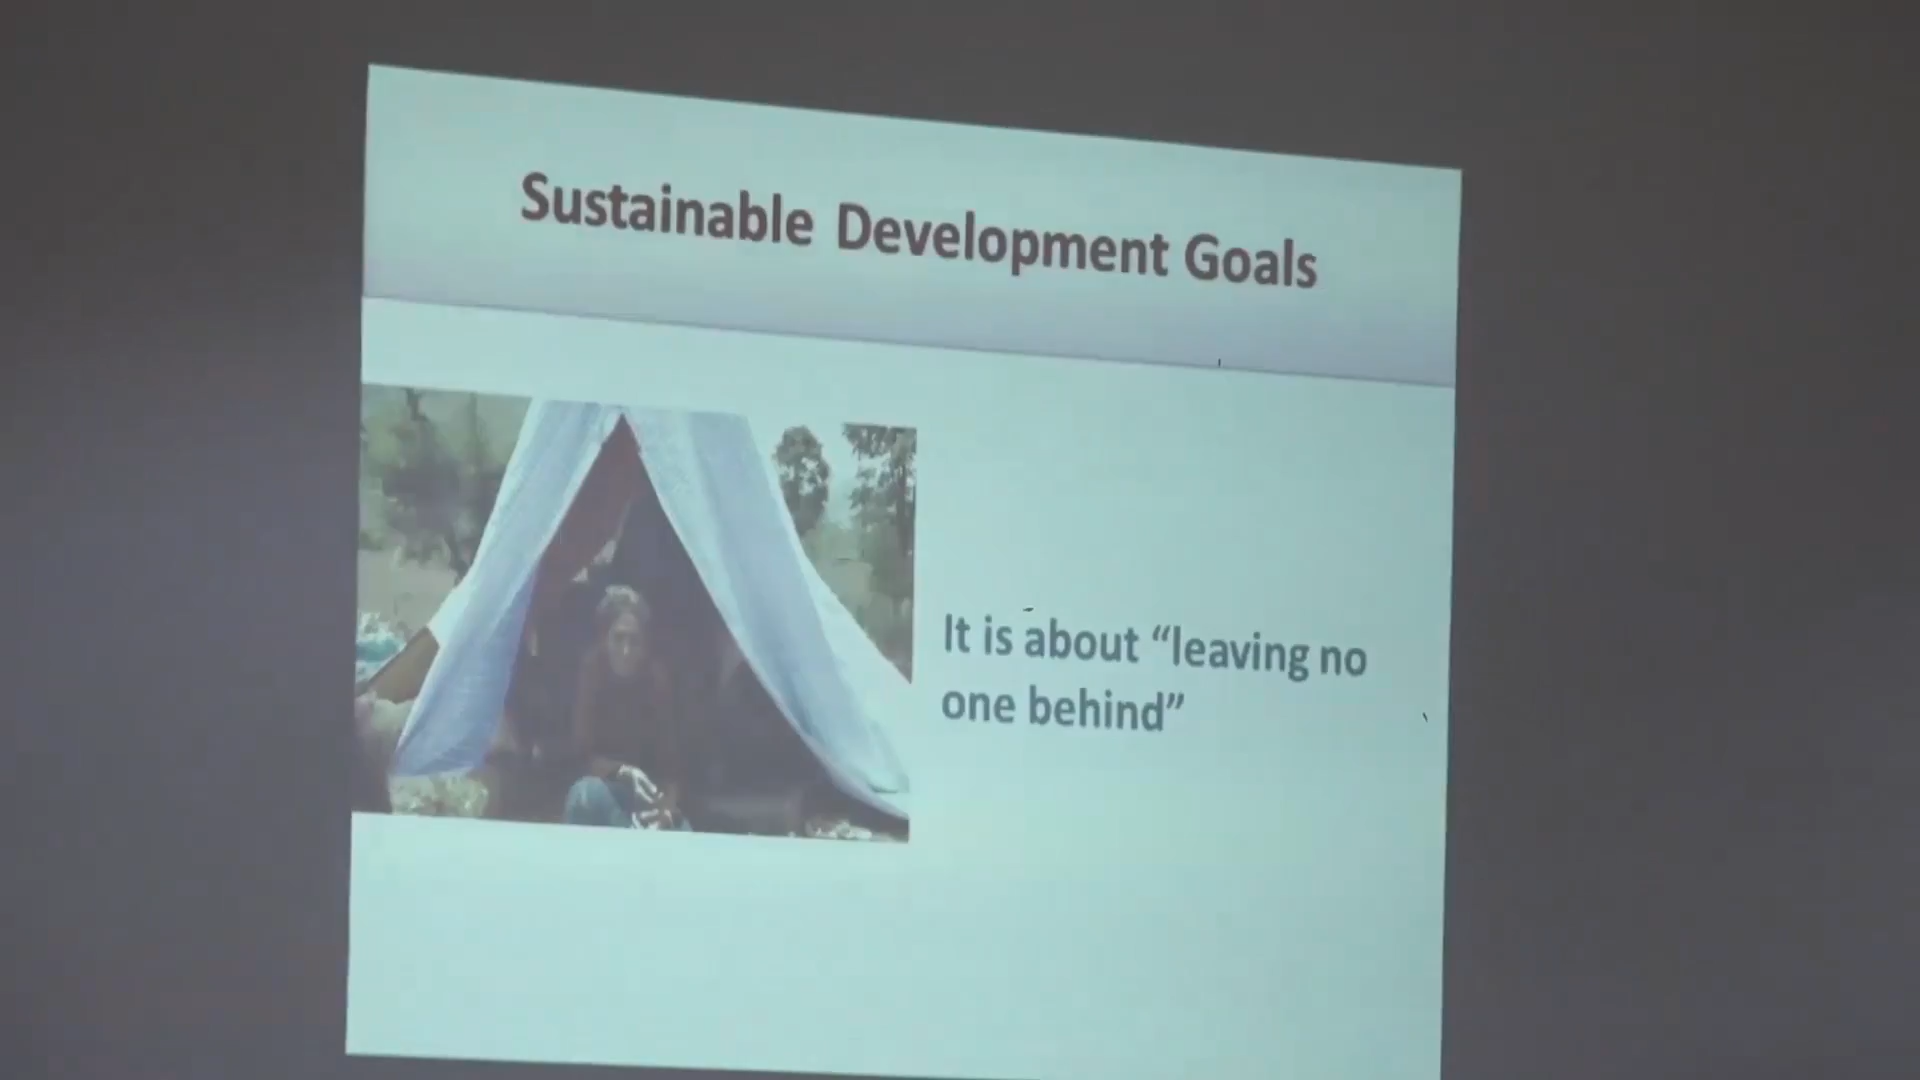 Sustainable Development Goals
It is about “leaving no
one behind”